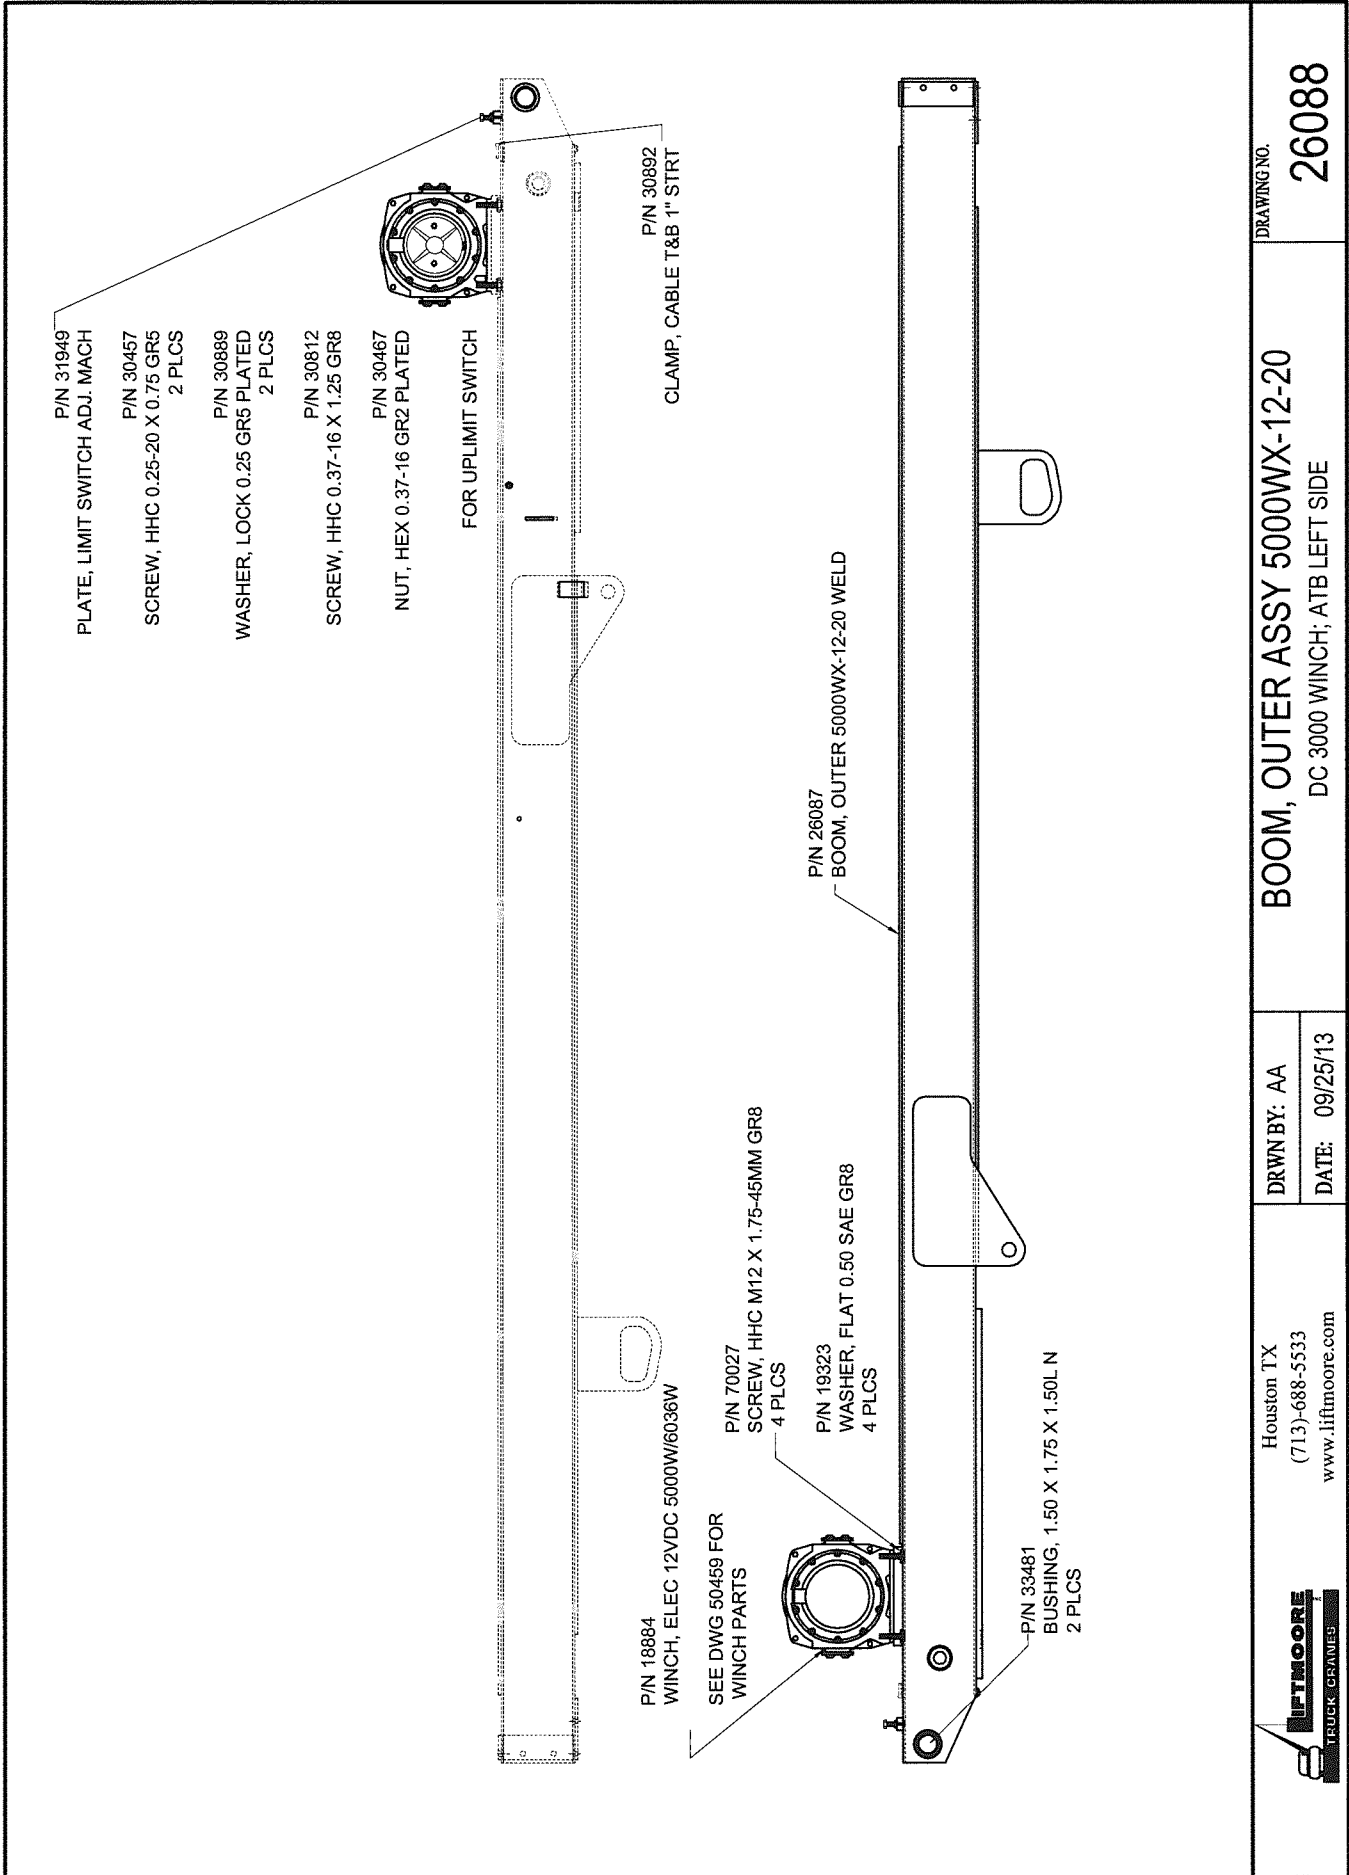 P/N 31949
PLATE, LIMIT SWITCH ADJ. MACH
P/N 30457
SCREW, HHC 0.25-20 X 0.75 GR5
2 PLCS
P/N 30889
WASHER, LOCK 0.25 GR5 PLATED
2 PLCS
P/N 30812
SCREW, HHC 0.37-16 X 1.25 GR8
P/N 30467
NUT, HEX 0.37-16 GR2 PLATED
FOR UPLIMIT SWITCH
P/N 30892
CLAMP, CABLE T&B 1" STRT
P/N 18884
WINCH, ELEC 12VDC 5000W/6036W
SEE DWG 50459 FOR
WINCH PARTS
P/N 70027
SCREW, HHC M12 X 1.75-45MM GR8
4 PLCS
P/N 19323
WASHER, FLAT 0.50 SAE GR8
4 PLCS
P/N 26087
BOOM, OUTER 5000WX-12-20 WELD
P/N 33481
BUSHING, 1.50 X 1.75 X 1.50L N
2 PLCS
LIFTMOORE
TRUCK CRANES
Houston TX
(713)-688-5533
www.liftmoore.com
DRWN BY: AA
DATE: 09/25/13
BOOM, OUTER ASSY 5000WX-12-20
DC 3000 WINCH; ATB LEFT SIDE
DRAWING NO.
26088